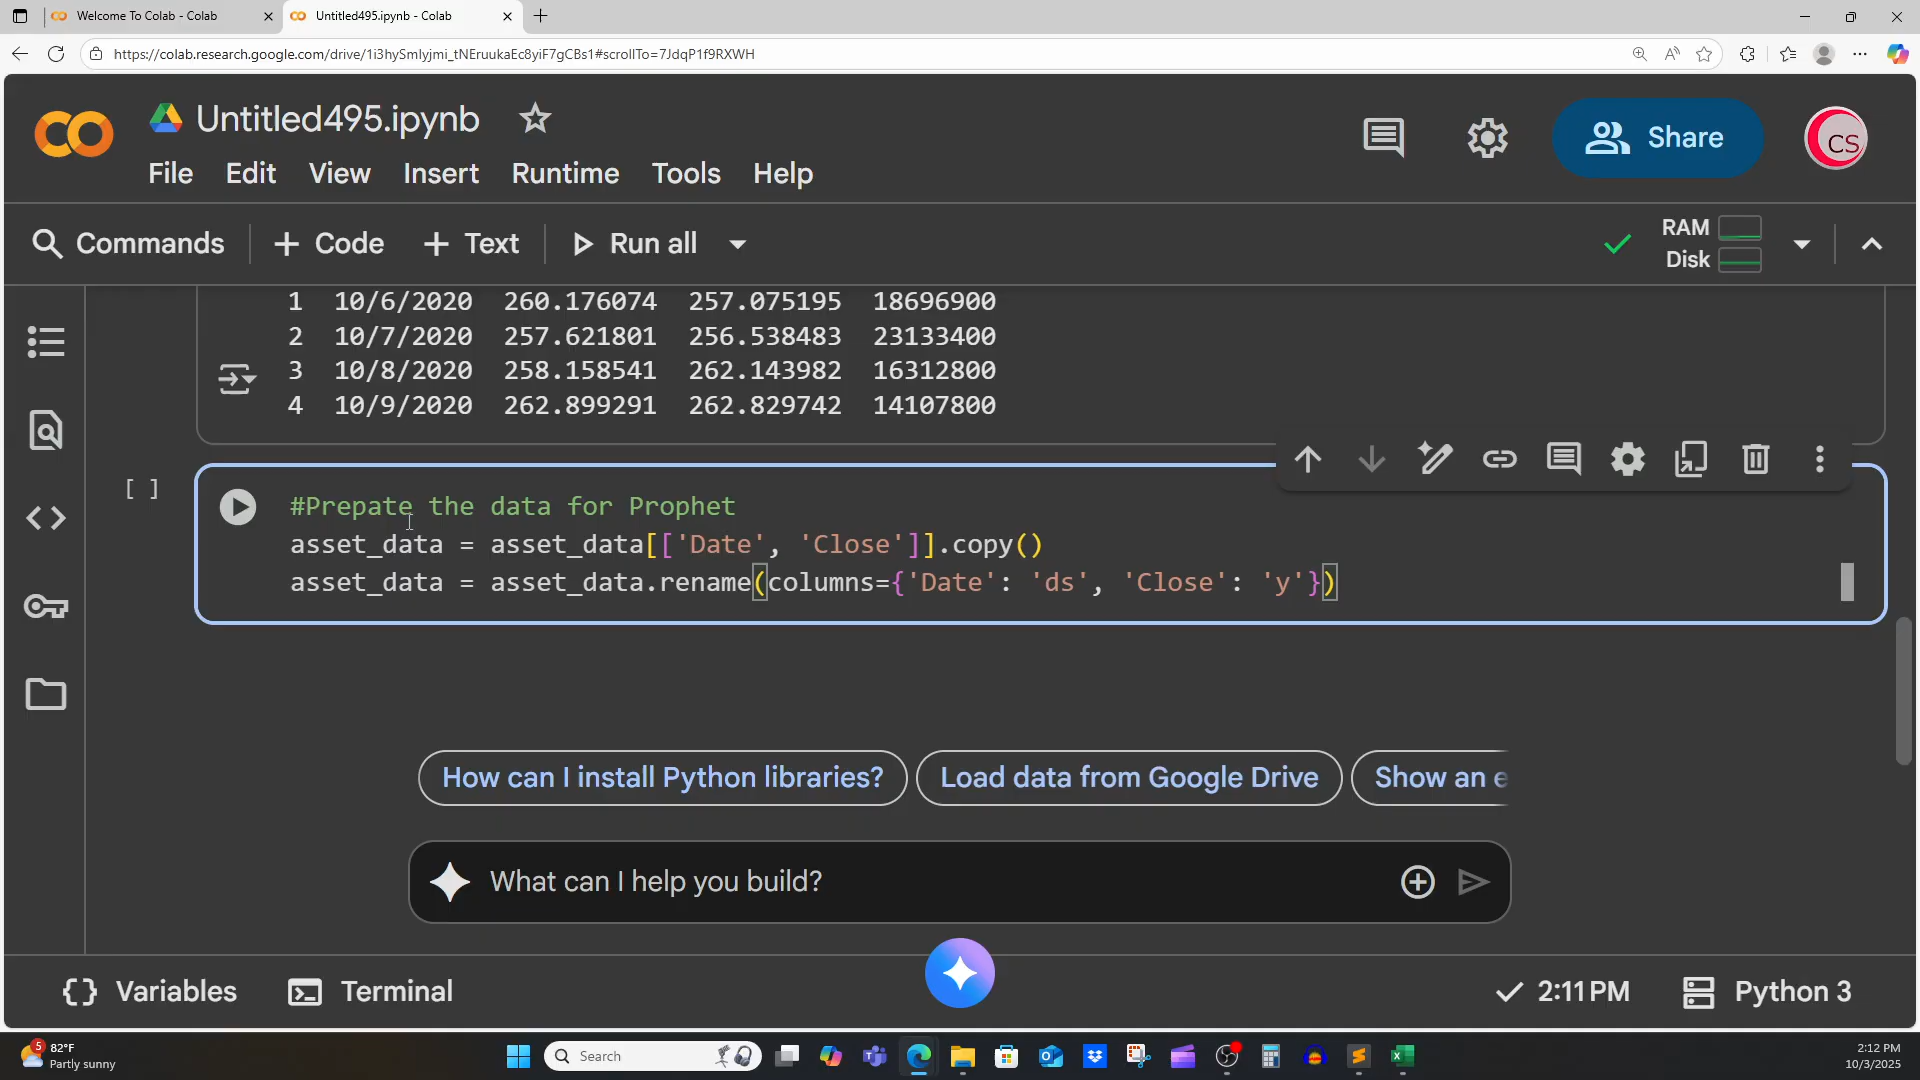 Welcome To Colab - Colab
Untitled495.ipynb - Colab
https://colab.research.google.com/drive/1i3hySmlyjmi_tNEruukaEc8yiF7gCBs1#scrollTo=7JdqP1f9RXWH
Untitled495.ipynb
Share
CS
File Edit View Insert Runtime Tools Help
Commands + Code + Text Run all
RAM
Disk
1 10/6/2020 260.176074 257.075195 18696900
2 10/7/2020 257.621801 256.538483 23133400
3 10/8/2020 258.158541 262.143982 16312800
4 10/9/2020 262.899291 262.829742 14107800
[ ]
#Prepate the data for Prophet
asset_data = asset_data[['Date', 'Close']].copy()
asset_data = asset_data.rename(columns={'Date': 'ds', 'Close': 'y'})
How can I install Python libraries?
Load data from Google Drive
Show an e
What can I help you build?
{} Variables
Terminal
2:11 PM
Python 3
5
82°F
Partly sunny
Search
2:12 PM
10/3/2025